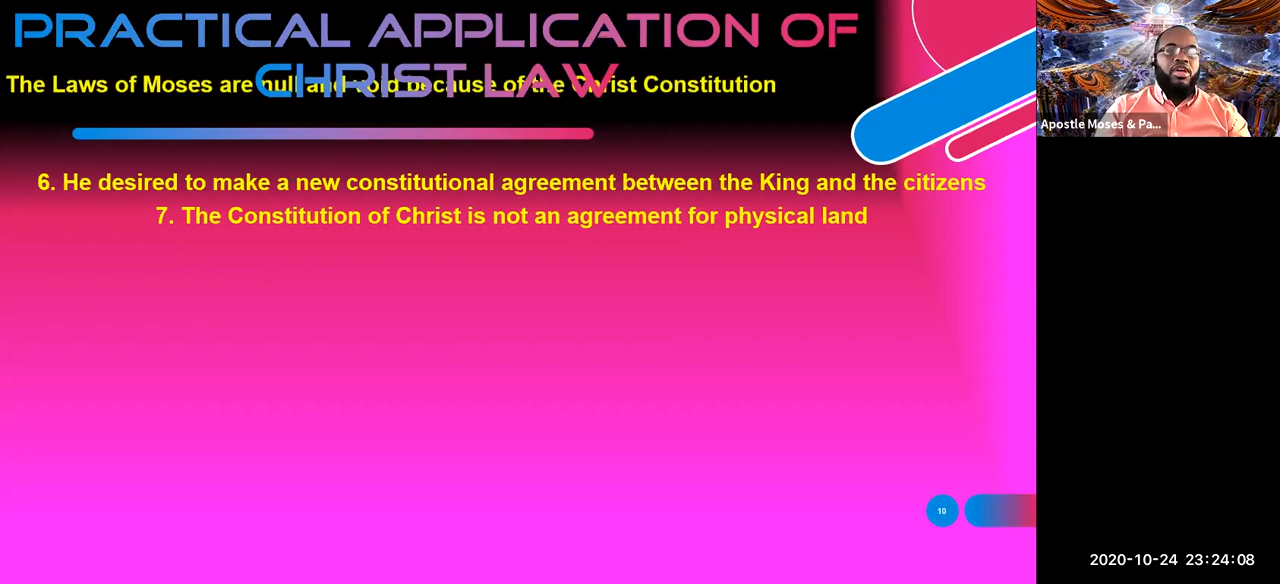 PRACTICAL APPLICATION OF
CHRIST LAW
The Laws of Moses are null and void because of the Christ Constitution
6. He desired to make a new constitutional agreement between the King and the citizens
7. The Constitution of Christ is not an agreement for physical land
10
Apostle Moses & Pa...
2020-10-24 23:24:08